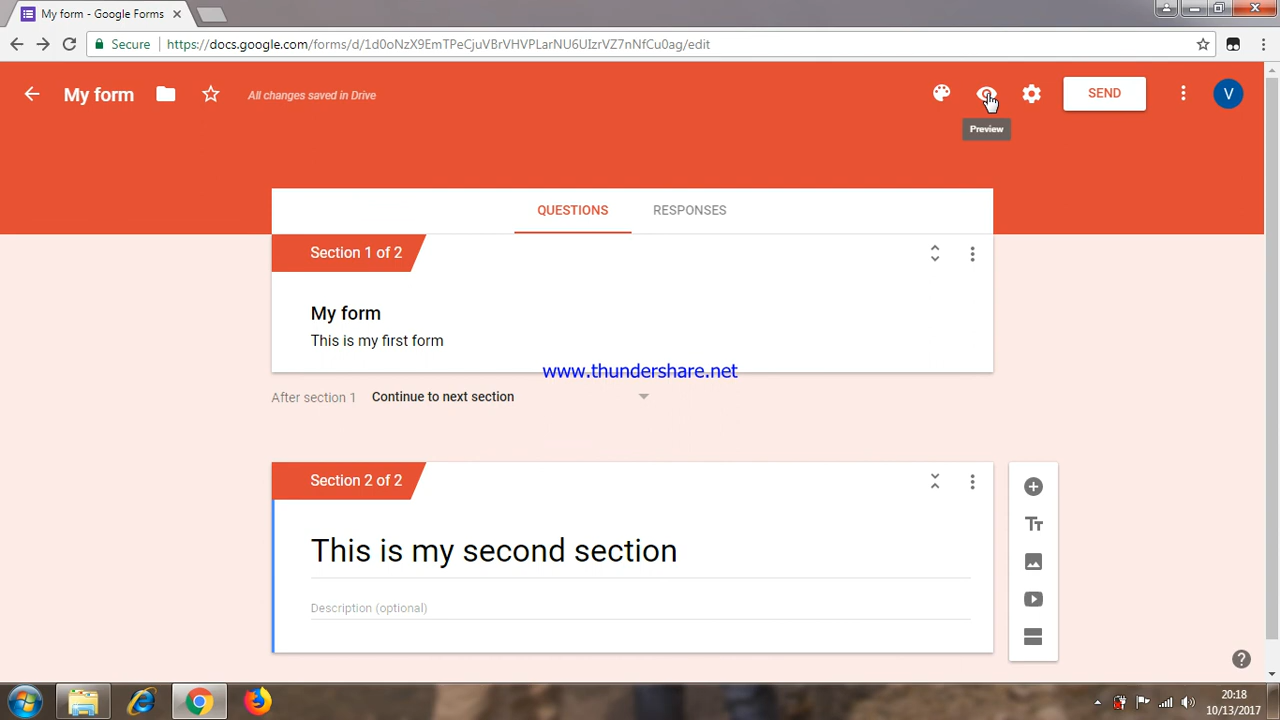 My form - Google Forms
Secure
https://docs.google.com/forms/d/1d0oNzX9EmTPeCjuVBrVHVPLarNU6UIzrVZ7nNfCu0ag/edit
My form
All changes saved in Drive
SEND
V
Preview
QUESTIONS
RESPONSES
Section 1 of 2
My form
This is my first form
www.thundershare.net
After section 1 Continue to next section
Section 2 of 2
This is my second section
Tт
Description (optional)
20:18
10/13/2017